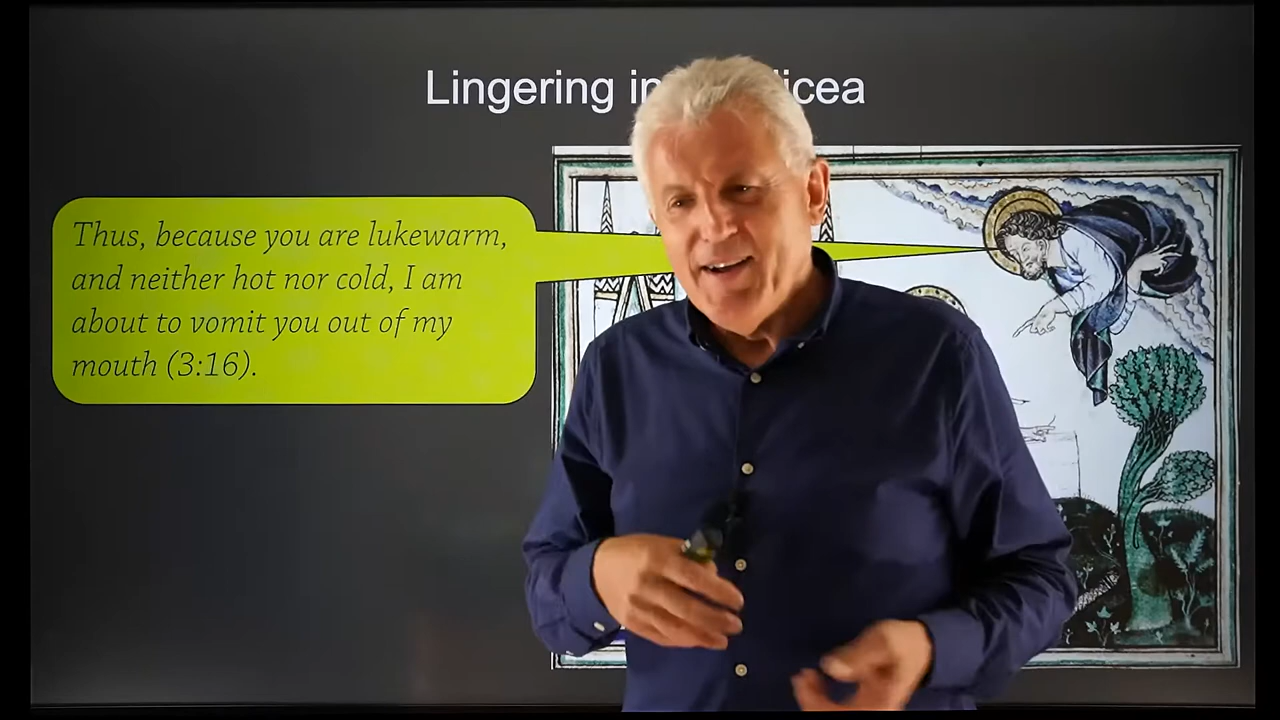 Lingering in icea
Thus, because you are lukewarm,
and neither hot nor cold, I am
about to vomit you out of my
mouth (3:16).